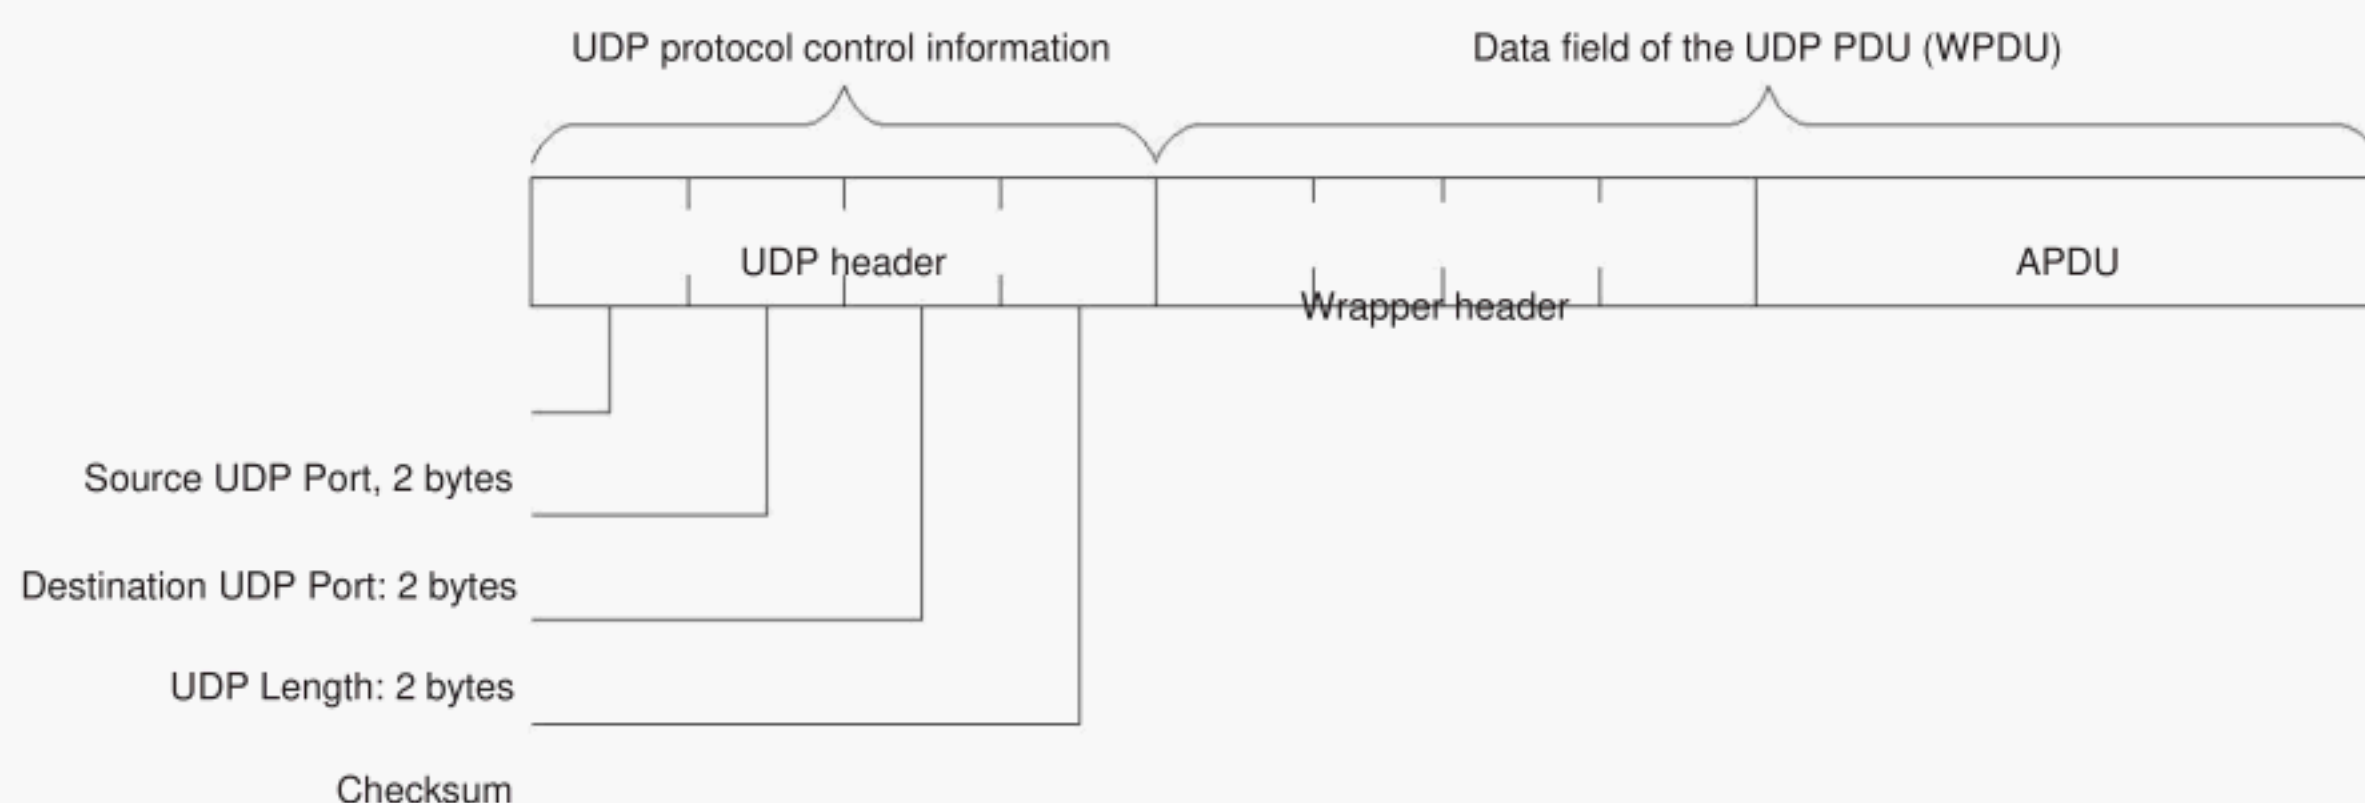 UDP protocol control information
Data field of the UDP PDU (WPDU)
UDP header
APDU
Wrapper header
Source UDP Port, 2 bytes
Destination UDP Port: 2 bytes
UDP Length: 2 bytes
Checksum